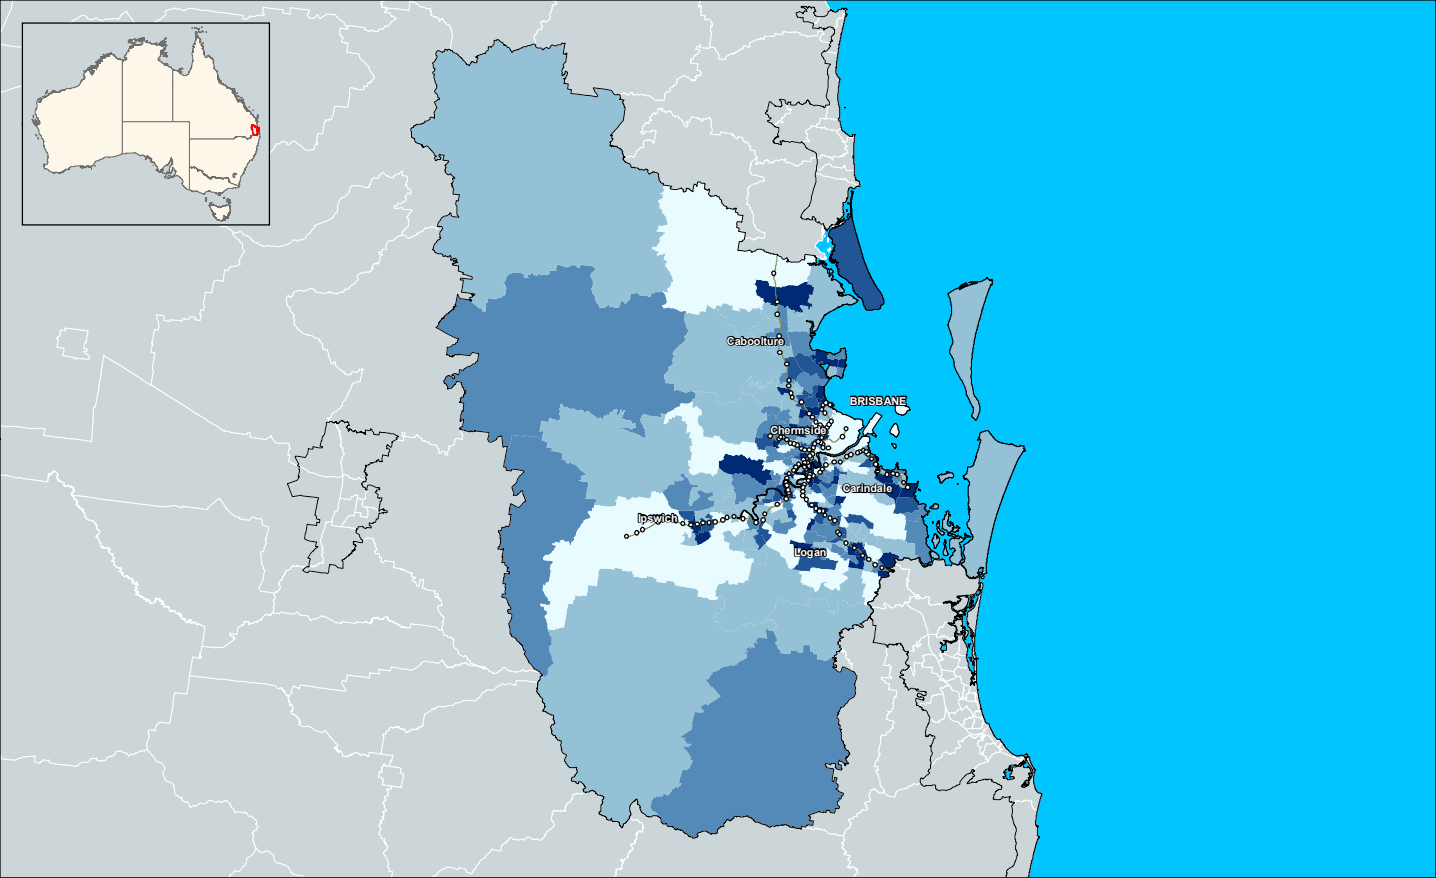 Caboolture
BRISBANE
Chermside
Carindale
Ipswich
Logan